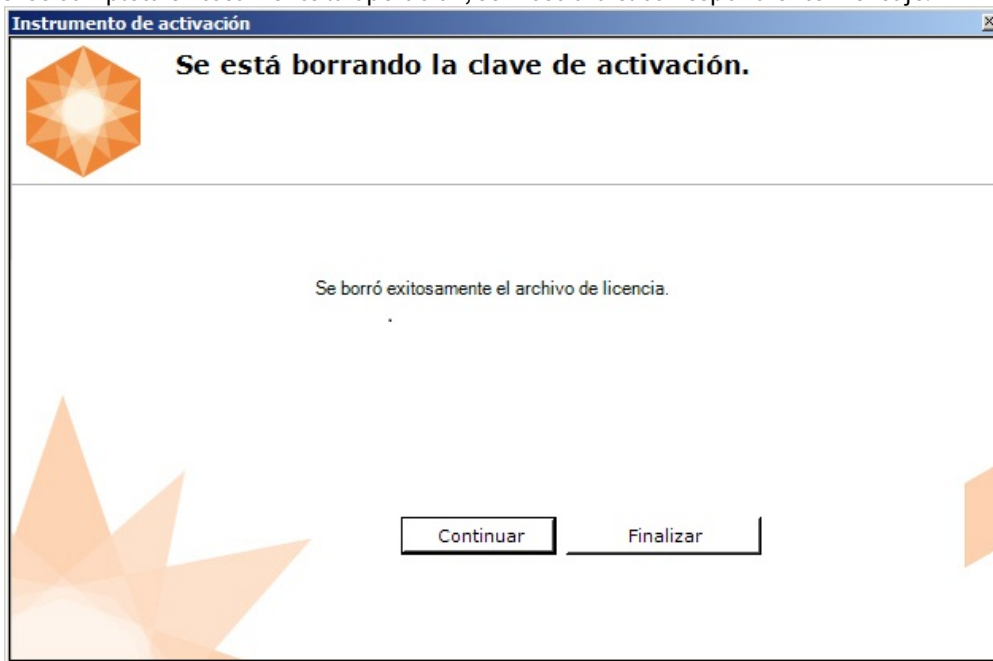 Instrumento de activación
Se está borrando la clave de activación.
Se borró exitosamente el archivo de licencia.
.
Continuar
Finalizar